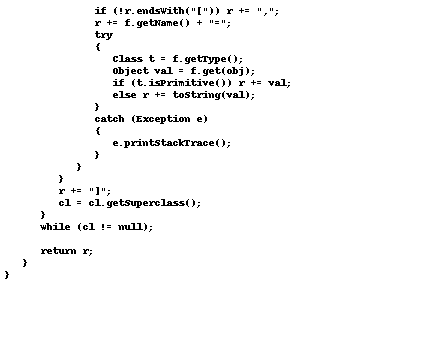 if (!r.endsWith("[")) r += ",";
r += f.getName() + "=";
try
{
Class t = f.getType();
Object val = f.get(obj);
if (t.isPrimitive()) r += val;
else r += toString(val);
}
catch (Exception e)
{
e.printStackTrace();
}
}
}
r += "]";
cl = cl.getSuperclass();
}
while (cl != null);
return r;
}
}